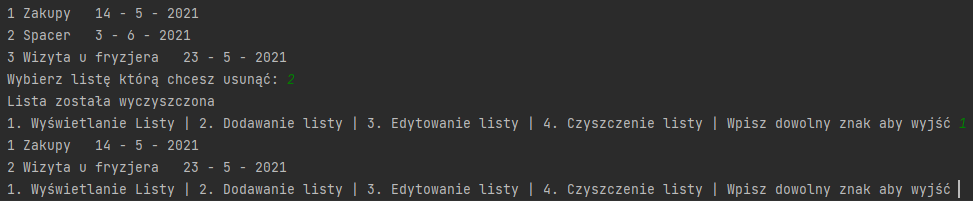 1 Zakupy   14 - 5 - 2021
2 Spacer   3 - 6 - 2021
3 Wizyta u fryzjera   23 - 5 - 2021
Wybierz listę którą chcesz usunąć: 2
Lista została wyczyszczona
1. Wyświetlanie Listy | 2. Dodawanie listy | 3. Edytowanie listy | 4. Czyszczenie listy | Wpisz dowolny znak aby wyjść 1
1 Zakupy   14 - 5 - 2021
2 Wizyta u fryzjera   23 - 5 - 2021
1. Wyświetlanie Listy | 2. Dodawanie listy | 3. Edytowanie listy | 4. Czyszczenie listy | Wpisz dowolny znak aby wyjść